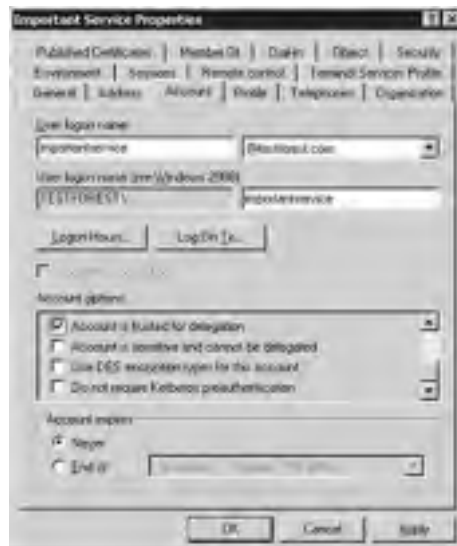 Important Service Properties
Published Certificates Member Of Dial-in Object Security
Environment Sessions Remote control Terminal Services Profile
General Address Account Profile Telephones Organization
User logon name:
importantservice @testforest.com
User logon name (pre-Windows 2000):
TESTFOREST\ importantservice
Logon Hours... Log On To...
Account options:
Account is trusted for delegation
Account is sensitive and cannot be delegated
Use DES encryption types for this account
Do not require Kerberos preauthentication
Account expires
Never
End of:
OK Cancel Apply